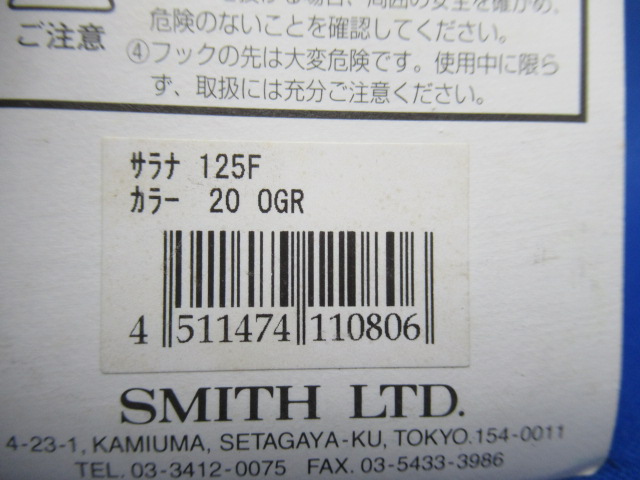 ご注意
危険のないことを確認してください。
④フックの先は大変危険です。使用中に限ら
ず、取扱には充分ご注意ください。
サラナ 125F
カラー 20 OGR
4 511474 110806
SMITH LTD.
4-23-1, KAMIUMA, SETAGAYA-KU, TOKYO.154-0011
TEL. 03-3412-0075 FAX. 03-5433-3986